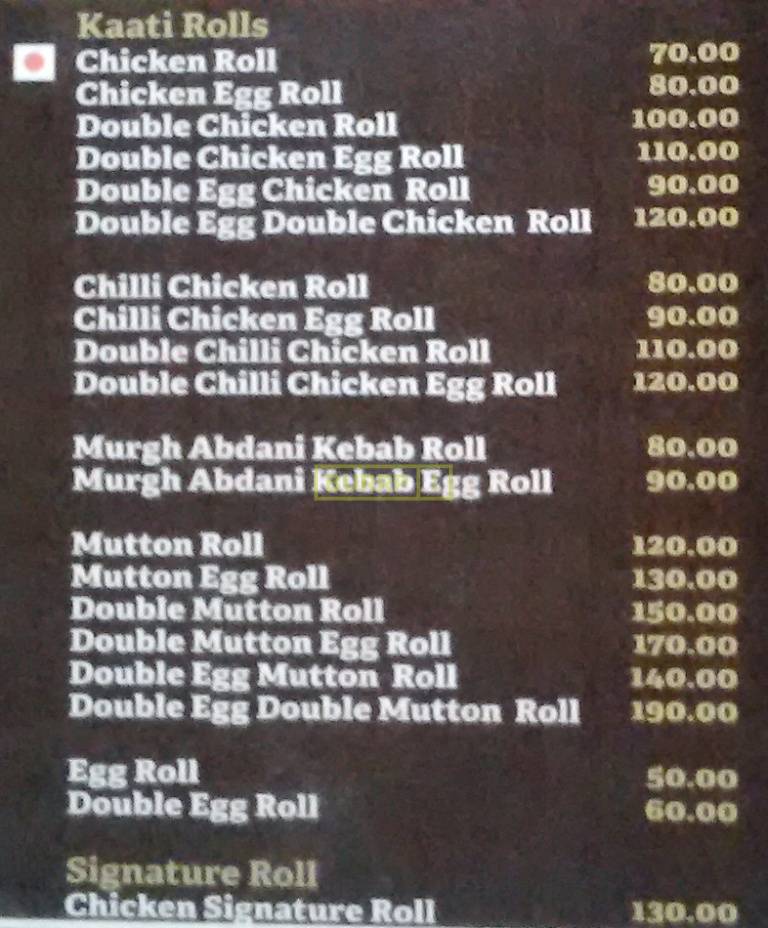 Kaati Rolls
Chicken Roll 70.00
Chicken Egg Roll 80.00
Double Chicken Roll 100.00
Double Chicken Egg Roll 110.00
Double Egg Chicken Roll 90.00
Double Egg Double Chicken Roll 120.00
Chilli Chicken Roll 80.00
Chilli Chicken Egg Roll 90.00
Double Chilli Chicken Roll 110.00
Double Chilli Chicken Egg Roll 120.00
Murgh Abdani Kebab Roll 80.00
Murgh Abdani Kebab Egg Roll 90.00
Mutton Roll 120.00
Mutton Egg Roll 130.00
Double Mutton Roll 150.00
Double Mutton Egg Roll 170.00
Double Egg Mutton Roll 140.00
Double Egg Double Mutton Roll 190.00
Egg Roll 50.00
Double Egg Roll 60.00
Signature Roll
Chicken Signature Roll 130.00